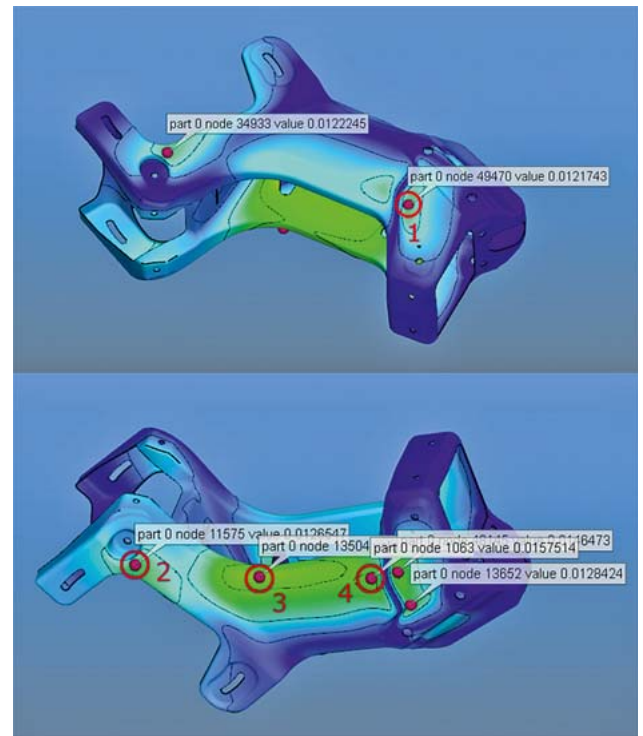 part 0 node 34933 value 0.0122245
part 0 node 49470 value 0.0121743
1
part 0 node 11575 value 0.0126547
part 0 node 13504
part 0 node 1063 value 0.0157514
part 0 node 13652 value 0.0128424
2
3
4